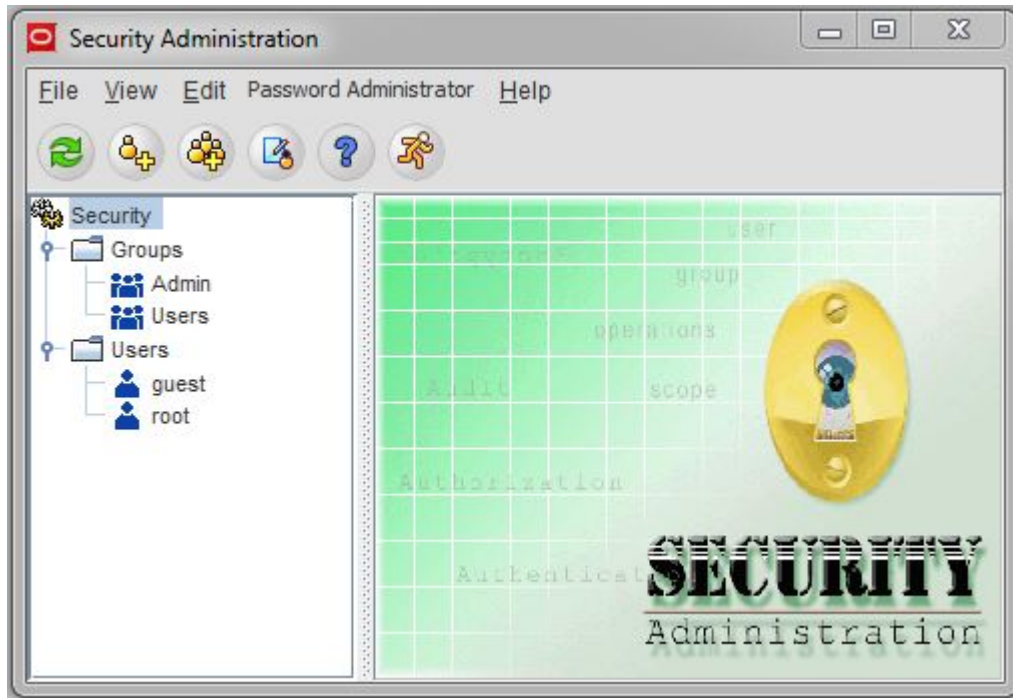 Security Administration
File View Edit Password Administrator Help
Security
Groups
Admin
Users
Users
guest
root
user
group
operations
Audit
scope
Authorization
SECURITY
Administration